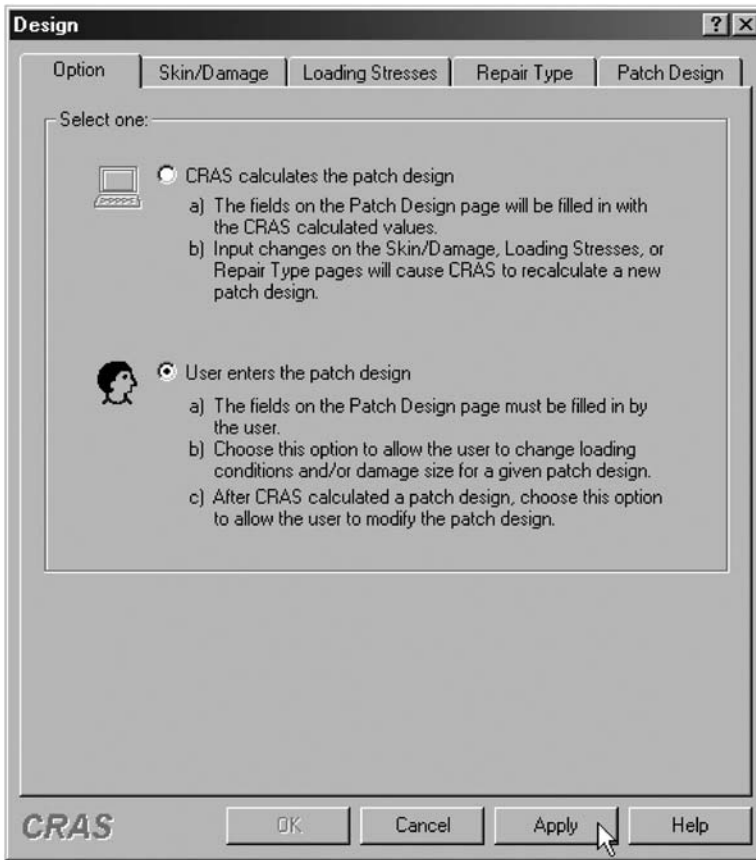 Design
Option
Skin/Damage
Loading Stresses
Repair Type
Patch Design
Select one:
CRAS calculates the patch design
a) The fields on the Patch Design page will be filled in with
the CRAS calculated values.
b) Input changes on the Skin/Damage, Loading Stresses, or
Repair Type pages will cause CRAS to recalculate a new
patch design.
User enters the patch design
a) The fields on the Patch Design page must be filled in by
the user.
b) Choose this option to allow the user to change loading
conditions and/or damage size for a given patch design.
c) After CRAS calculated a patch design, choose this option
to allow the user to modify the patch design.
CRAS
OK
Cancel
Apply
Help